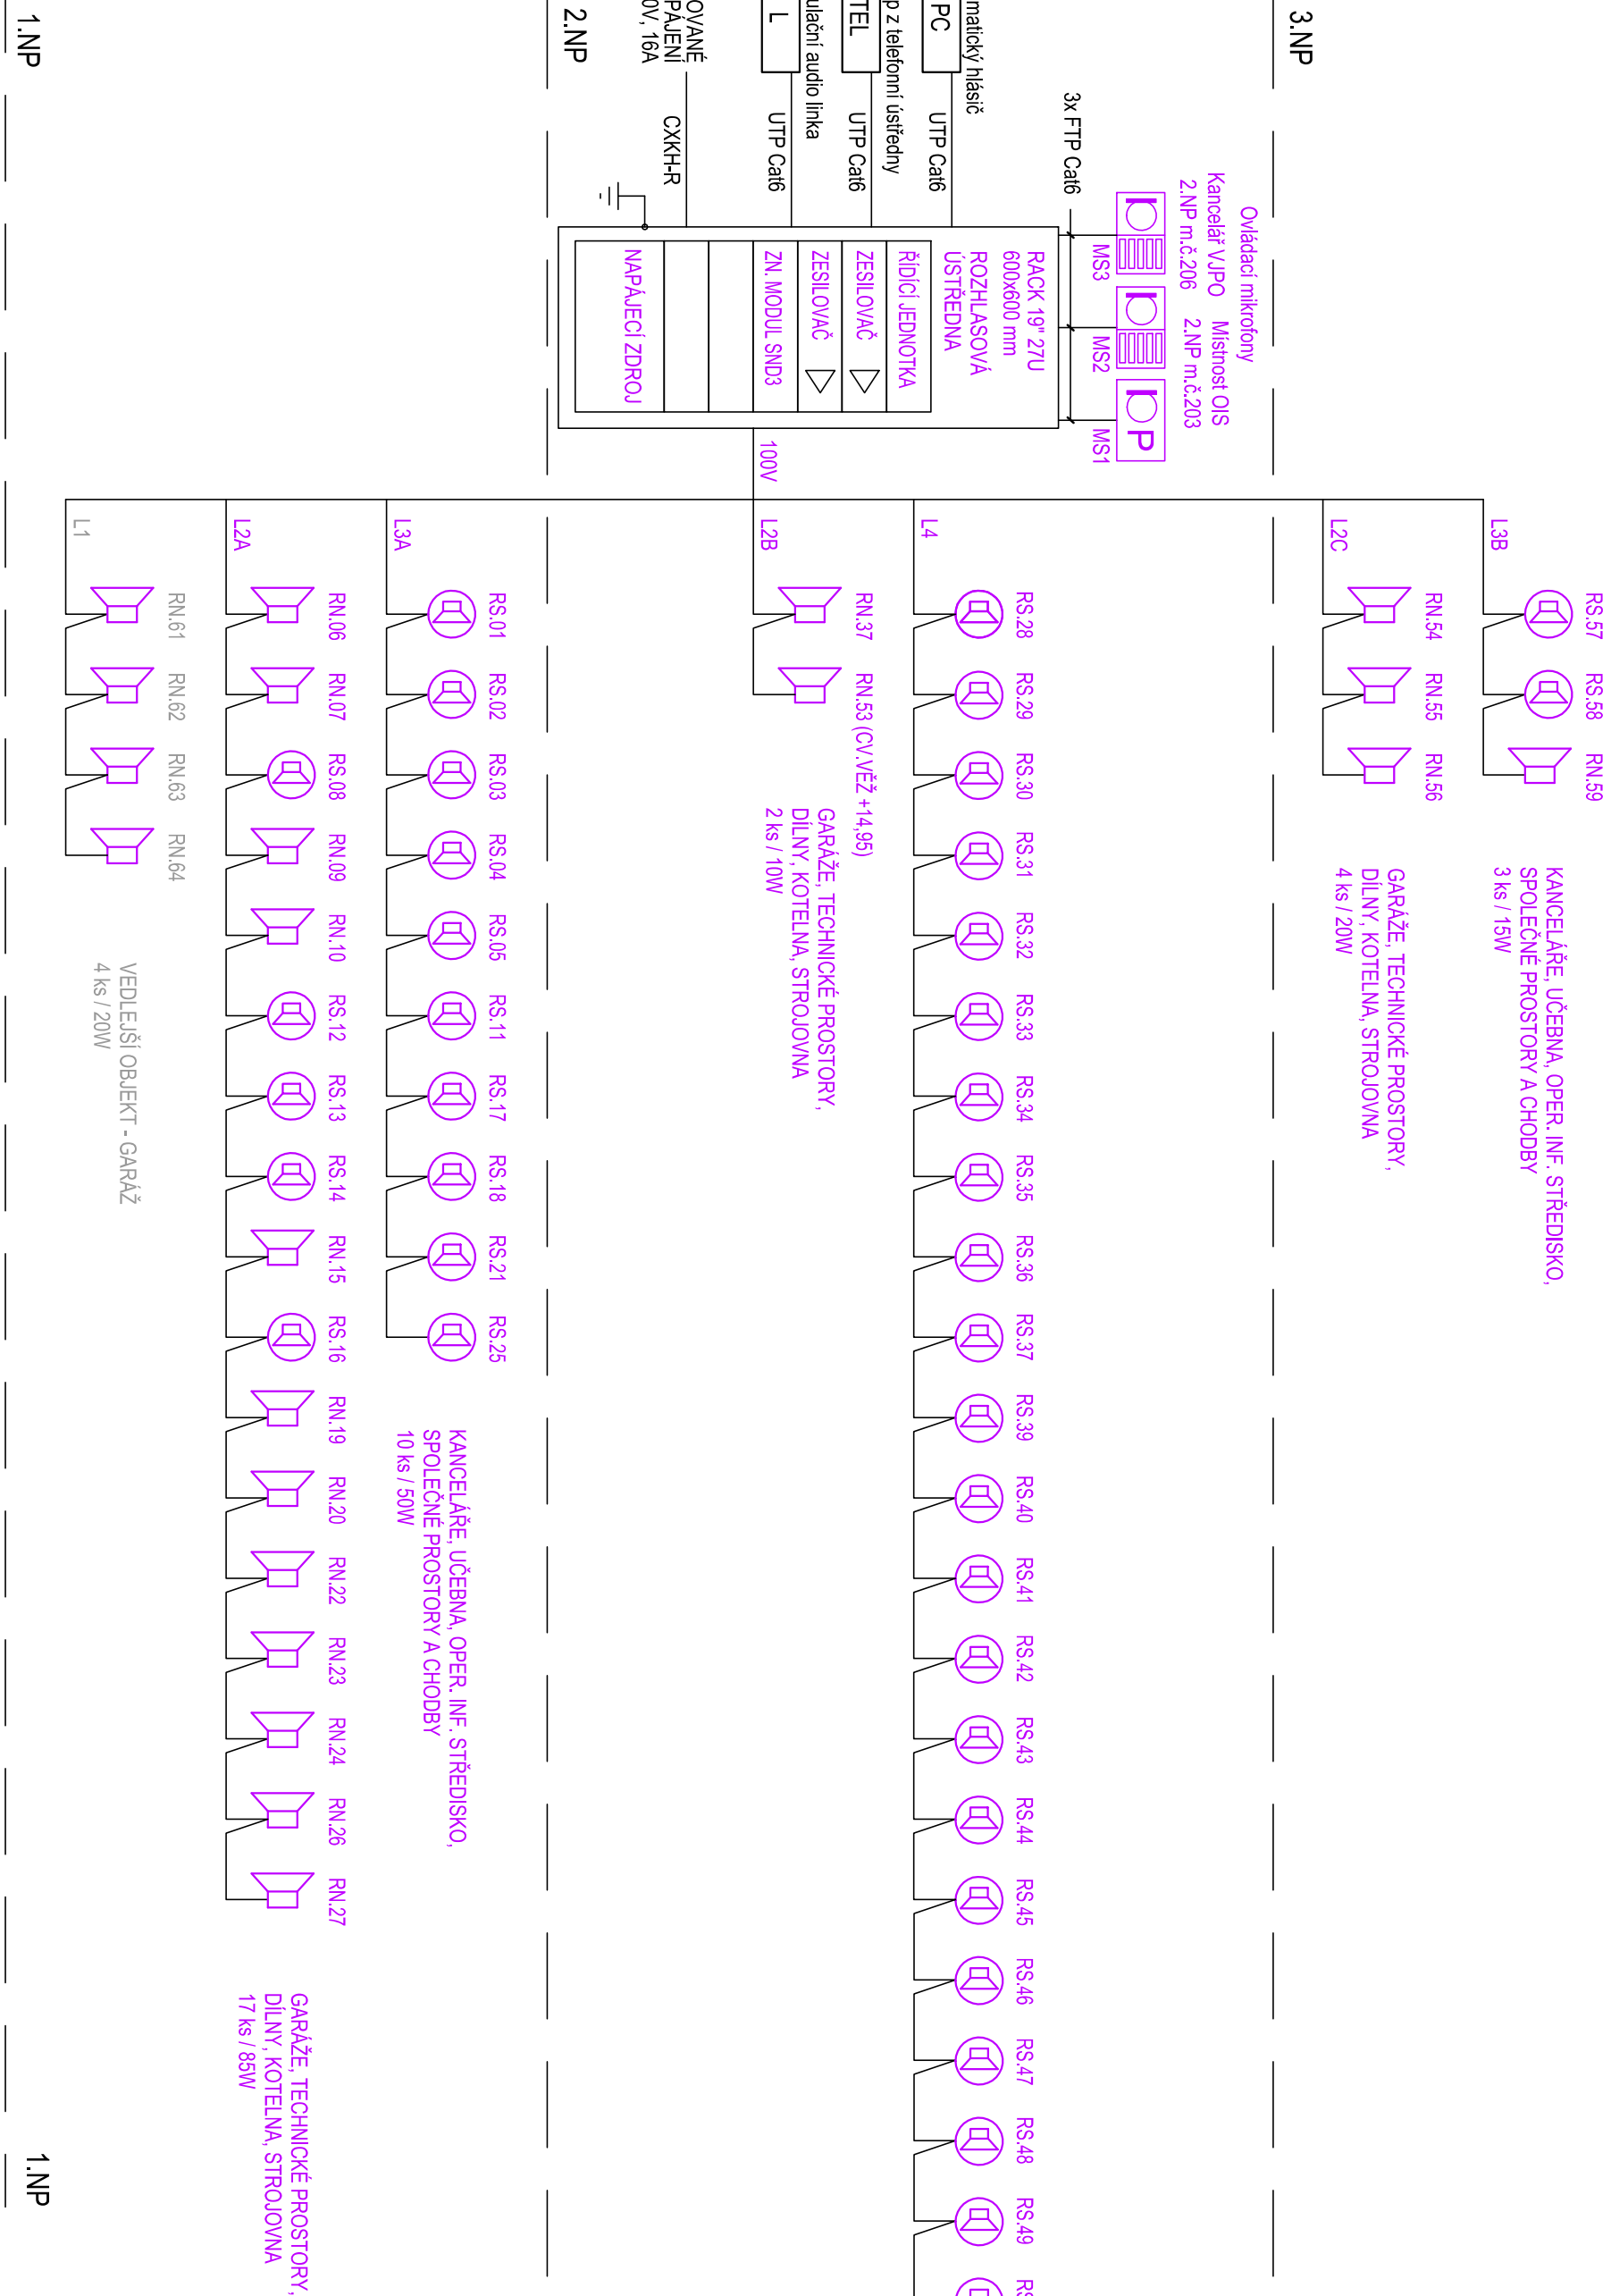 3.NP
RS.57
RS.58
RN.59
L3B
KANCELÁŘE, UČEBNA, OPER. INF. STŘEDISKO,
SPOLEČNÉ PROSTORY A CHODBY
3 ks / 15W
RN.54
RN.55
RN.56
L2C
GARÁŽE, TECHNICKÉ PROSTORY,
DÍLNY, KOTELNA, STROJOVNA
4 ks / 20W
Ovládací mikrofony
Kancelář VJPO
2.NP m.č.206
Místnost OIS
2.NP m.č.203
MS3
MS2
P
MS1
3x FTP Cat6
matický hlásič
PC
UTP Cat6
p z telefonní ústředny
TEL
UTP Cat6
ulační audio linka
L
UTP Cat6
OVANÉ
PÁJENÍ
0V, 16A
CXKH-R
RACK 19" 27U
600x600 mm
ROZHLASOVÁ
ÚSTŘEDNA
ŘÍDÍCÍ JEDNOTKA
ZESILOVAČ
ZESILOVAČ
ZN. MODUL SND3
NAPÁJECÍ ZDROJ
100V
RS.28
RS.29
RS.30
RS.31
RS.32
RS.33
RS.34
RS.35
RS.36
RS.37
RS.39
RS.40
RS.41
RS.42
RS.43
RS.44
RS.45
RS.46
RS.47
RS.48
RS.49
RS
L4
RN.37
RN.53 (CV.VĚŽ +14,95)
L2B
GARÁŽE, TECHNICKÉ PROSTORY,
DÍLNY, KOTELNA, STROJOVNA
2 ks / 10W
2.NP
RS.01
RS.02
RS.03
RS.04
RS.05
RS.11
RS.17
RS.18
RS.21
RS.25
L3A
KANCELÁŘE, UČEBNA, OPER. INF. STŘEDISKO,
SPOLEČNÉ PROSTORY A CHODBY
10 ks / 50W
RN.06
RN.07
RS.08
RN.09
RN.10
RS.12
RS.13
RS.14
RN.15
RS.16
RN.19
RN.20
RN.22
RN.23
RN.24
RN.26
RN.27
L2A
GARÁŽE, TECHNICKÉ PROSTORY,
DÍLNY, KOTELNA, STROJOVNA
17 ks / 85W
RN.61
RN.62
RN.63
RN.64
L1
VEDLEJŠÍ OBJEKT - GARÁŽ
4 ks / 20W
1.NP
1.NP